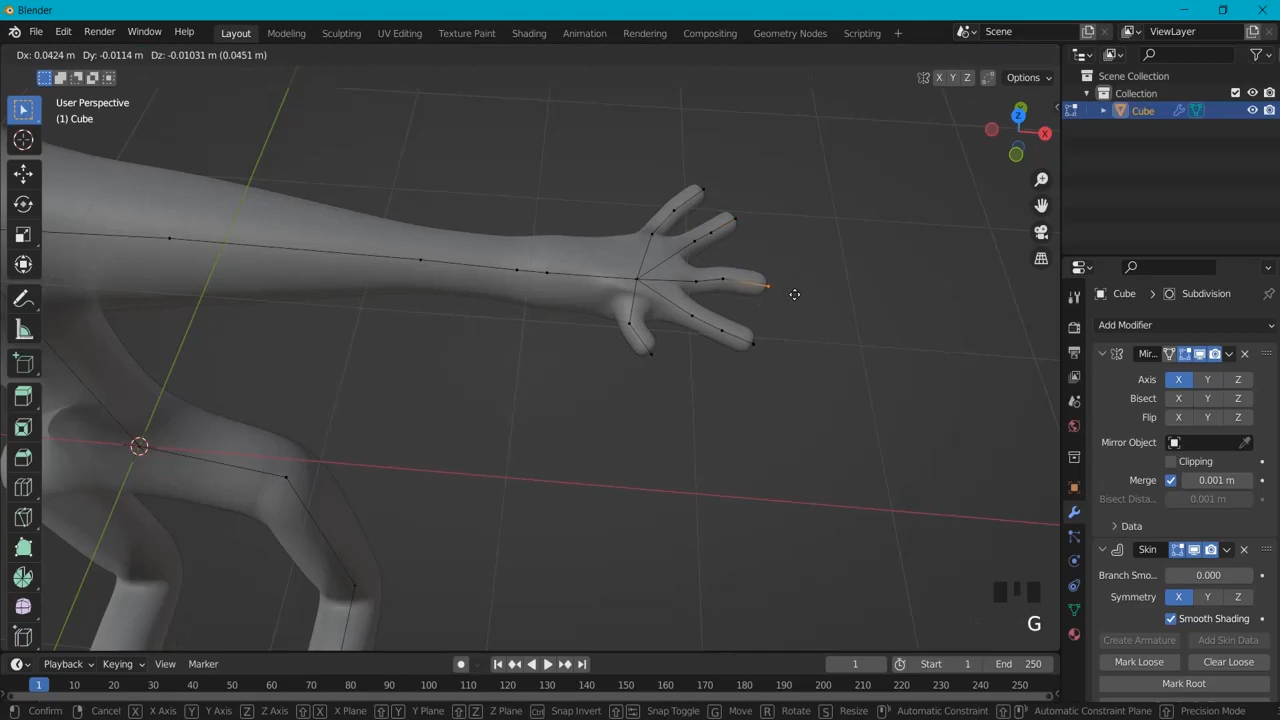 Blender
File Edit Render Window Help Layout Modeling Sculpting UV Editing Texture Paint Shading Animation Rendering Compositing Geometry Nodes Scripting + Scene ViewLayer
Dx: 0.0424 m Dy: -0.0114 m Dz: -0.01031 m (0.0451 m)
X Y Z Options
Scene Collection
Collection
Cube
User Perspective
(1) Cube
Z
X
Cube > Subdivision
Add Modifier
Mir...
Axis X Y Z
Bisect X Y Z
Flip X Y Z
Mirror Object
Clipping
Merge 0.001 m
Bisect Dista... 0.001 m
Data
Skin
Branch Smo... 0.000
Symmetry X Y Z
Smooth Shading
Create Armature Add Skin Data
Mark Loose Clear Loose
Mark Root
G
Playback Keying View Marker 1 Start 1 End 250
1 10 20 30 40 50 60 70 80 90 100 110 120 130 140 150 160 170 180 190 200 210 220 230 240 250
Confirm Cancel X X Axis Y Y Axis Z Z Axis X X Plane Y Y Plane Z Z Plane Ctrl Snap Invert Snap Toggle G Move R Rotate S Resize Automatic Constraint Automatic Constraint Plane Precision Mode